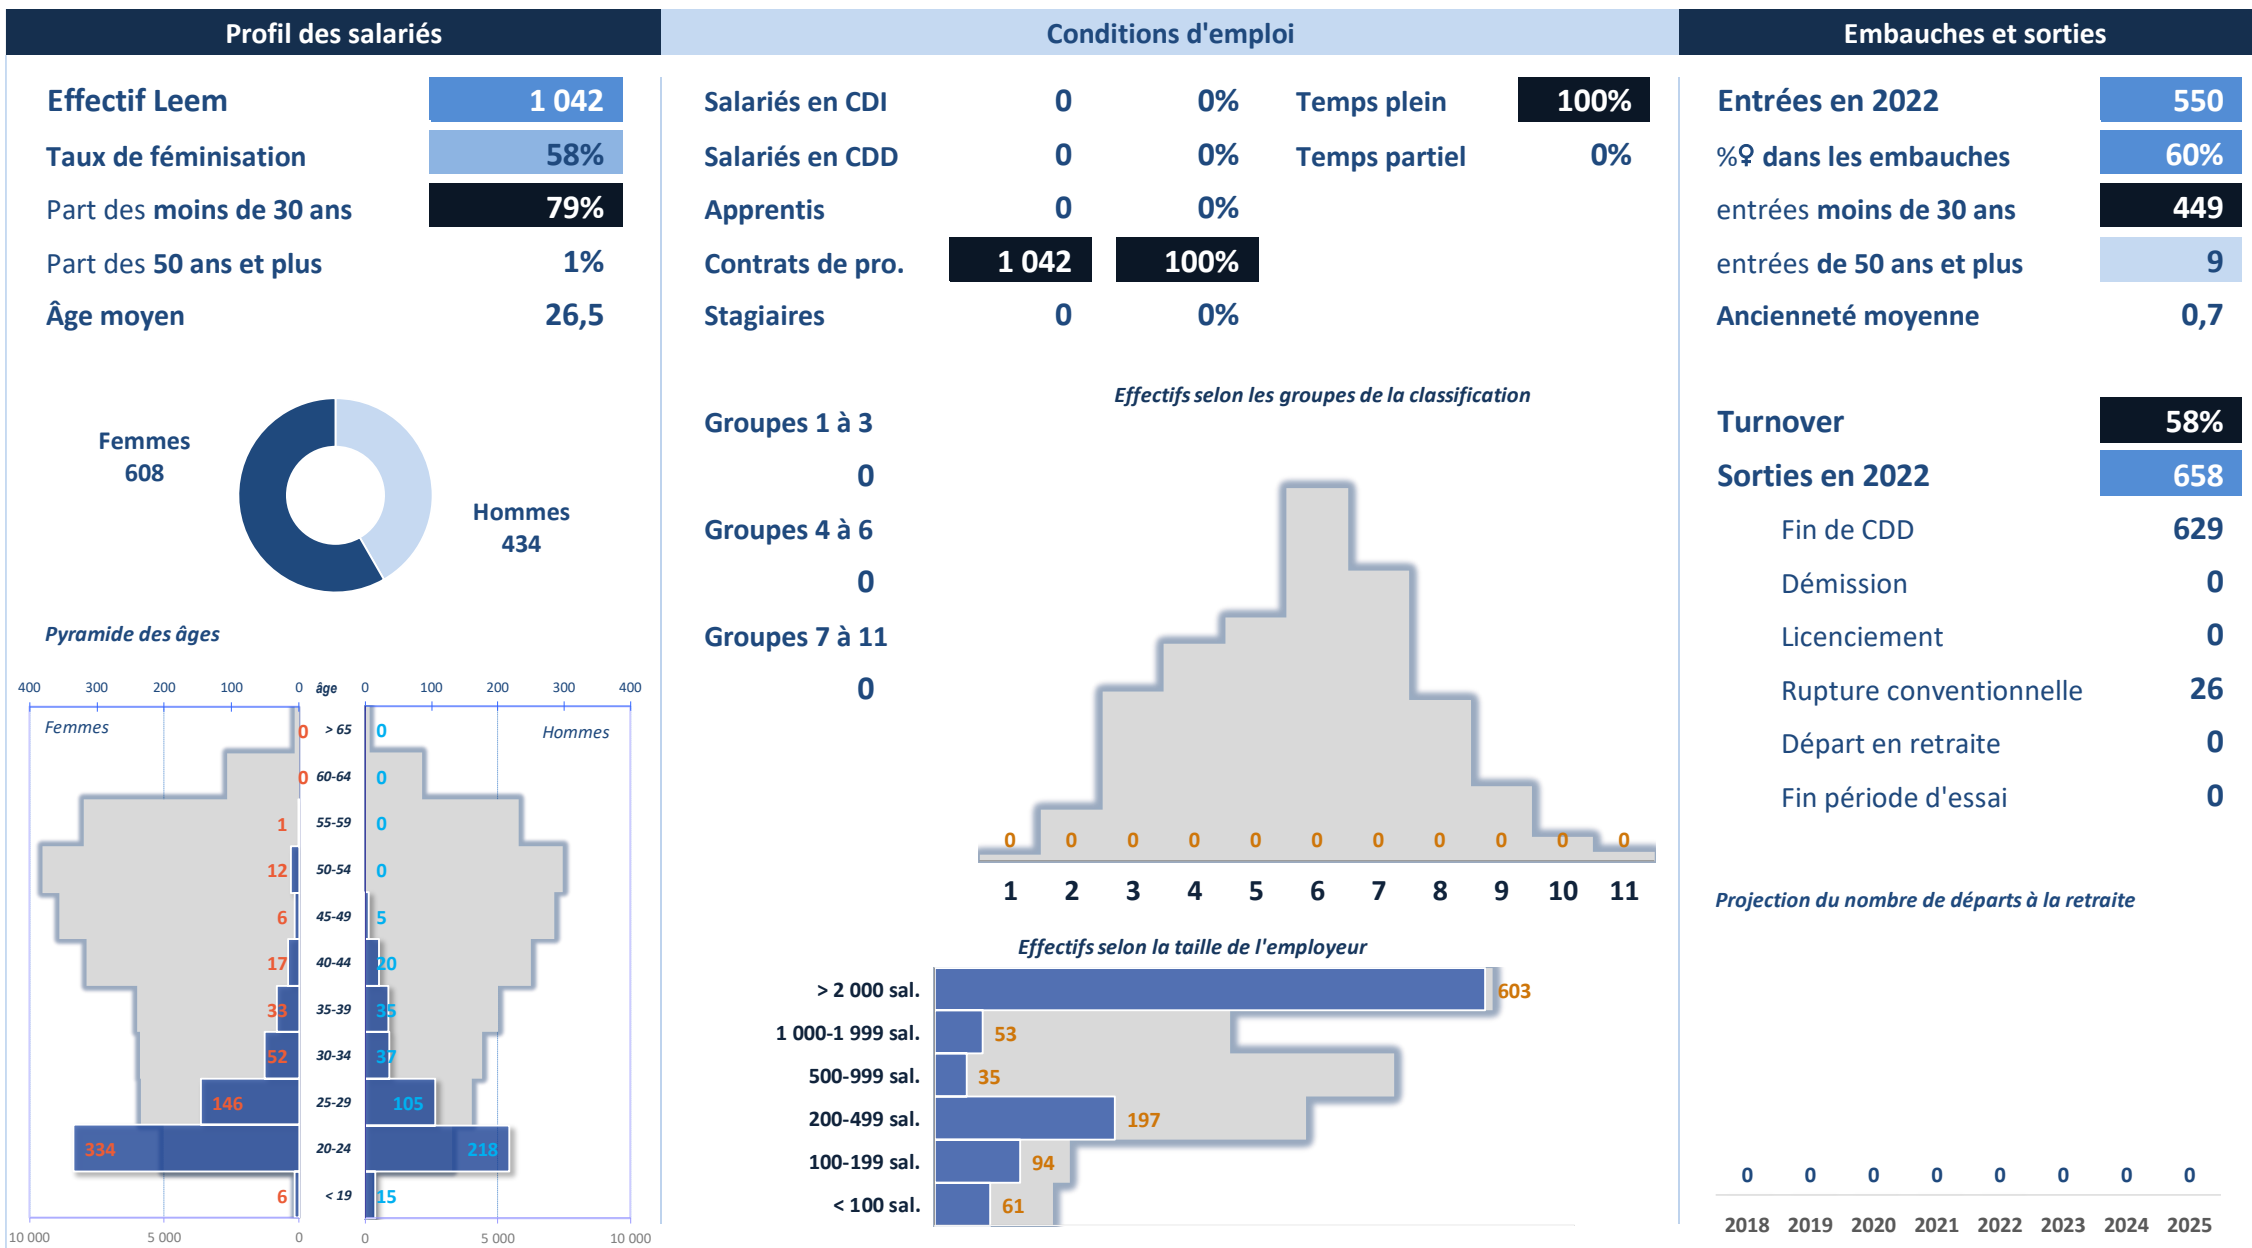 Profil des salariés
Effectif Leem 1 042
Taux de féminisation 58%
Part des moins de 30 ans 79%
Part des 50 ans et plus 1%
Âge moyen 26,5
Femmes
608
Hommes
434
Pyramide des âges
400 300 200 100 0 âge 0 100 200 300 400
Femmes Hommes
0 > 65 0
0 60-64 0
1 55-59 0
12 50-54 0
6 45-49 5
17 40-44 20
33 35-39 35
52 30-34 37
146 25-29 105
334 20-24 218
6 < 19 15
10 000 5 000 0 0 5 000 10 000
Conditions d'emploi
Salariés en CDI 0 0% Temps plein 100%
Salariés en CDD 0 0% Temps partiel 0%
Apprentis 0 0%
Contrats de pro. 1 042 100%
Stagiaires 0 0%
Groupes 1 à 3
0
Groupes 4 à 6
0
Groupes 7 à 11
0
Effectifs selon les groupes de la classification
0 0 0 0 0 0 0 0 0 0 0
1 2 3 4 5 6 7 8 9 10 11
Effectifs selon la taille de l'employeur
> 2 000 sal. 603
1 000-1 999 sal. 53
500-999 sal. 35
200-499 sal. 197
100-199 sal. 94
< 100 sal. 61
Embauches et sorties
Entrées en 2022 550
%♀ dans les embauches 60%
entrées moins de 30 ans 449
entrées de 50 ans et plus 9
Ancienneté moyenne 0,7
Turnover 58%
Sorties en 2022 658
Fin de CDD 629
Démission 0
Licenciement 0
Rupture conventionnelle 26
Départ en retraite 0
Fin période d'essai 0
Projection du nombre de départs à la retraite
0 0 0 0 0 0 0 0
2018 2019 2020 2021 2022 2023 2024 2025